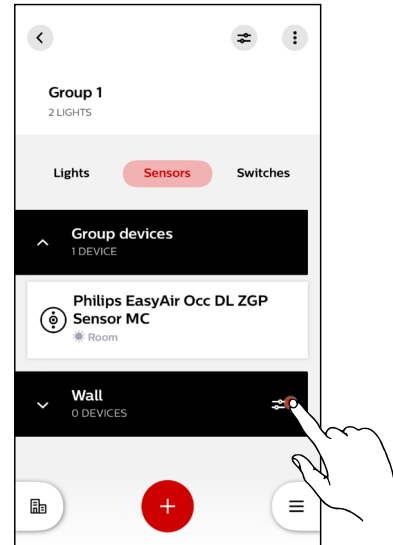 Group 1
2 LIGHTS
Lights Sensors Switches
Group devices
1 DEVICE
Philips EasyAir Occ DL ZGP
Sensor MC
Room
Wall
0 DEVICES